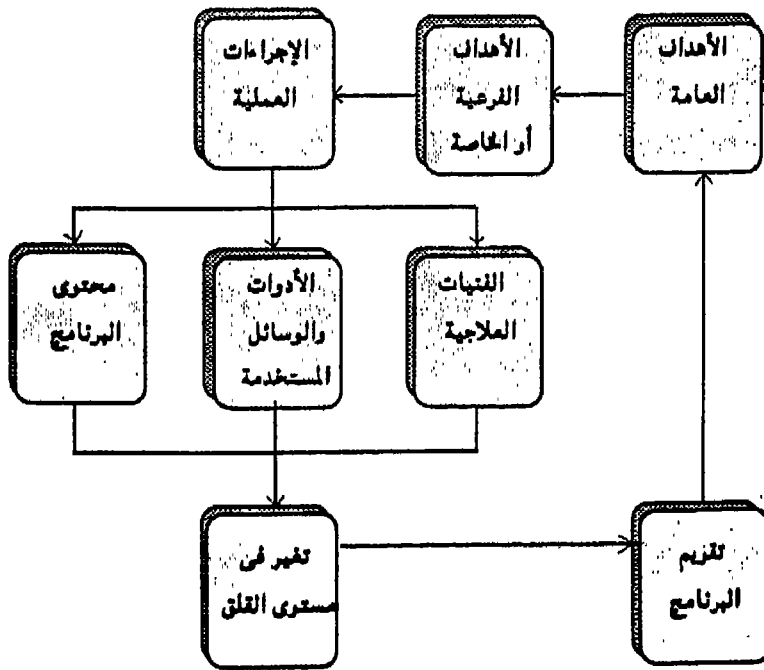 الأهداف
العامة
الأهداف
الفرعية
أو الخاصة
الإجراءات
العملية
الفنيات
العلاجية
الأدوات
والوسائل
المستخدمة
محتوى
البرنامج
تغير فى
مستوى القلق
تقويم
البرنامج